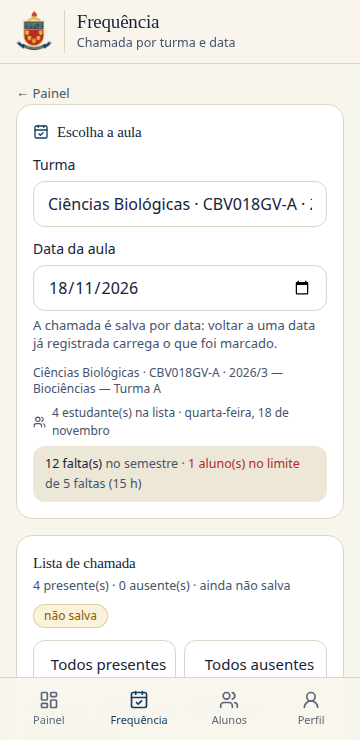 Frequência
Chamada por turma e data
← Painel
Escolha a aula
Turma
Ciências Biológicas · CBV018GV-A ·
Data da aula
18/11/2026
A chamada é salva por data: voltar a uma data
já registrada carrega o que foi marcado.
Ciências Biológicas · CBV018GV-A · 2026/3 —
Biociências — Turma A
4 estudante(s) na lista · quarta-feira, 18 de
novembro
12 falta(s) no semestre · 1 aluno(s) no limite
de 5 faltas (15 h)
Lista de chamada
4 presente(s) · 0 ausente(s) · ainda não salva
não salva
Todos presentes
Todos ausentes
Painel
Frequência
Alunos
Perfil